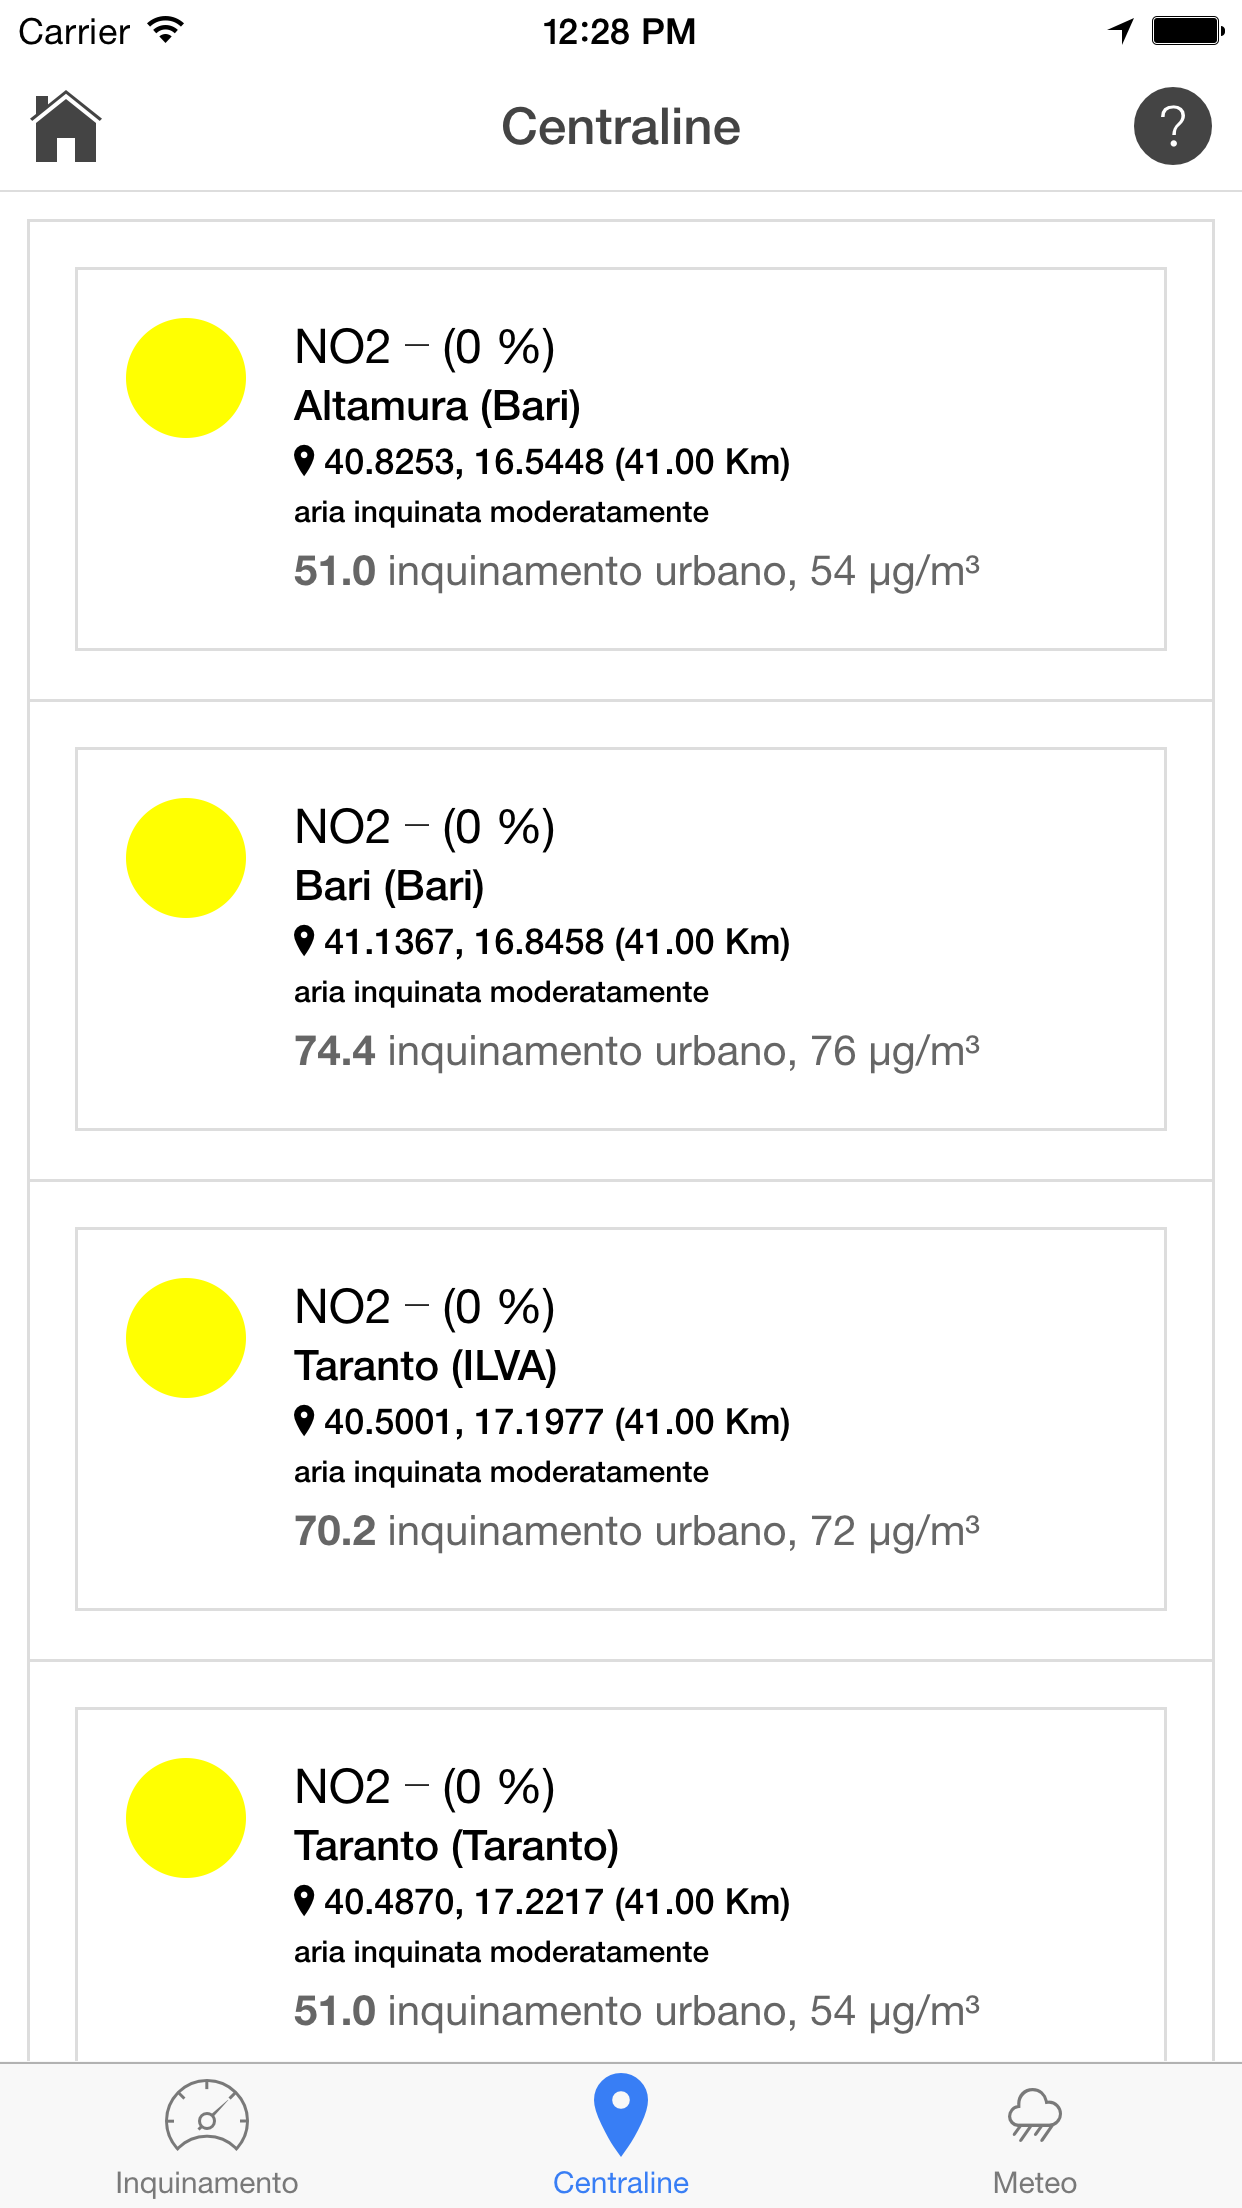 Carrier 12:28 PM
Centraline ?
NO2 – (0 %)
Altamura (Bari)
40.8253, 16.5448 (41.00 Km)
aria inquinata moderatamente
51.0 inquinamento urbano, 54 µg/m³
NO2 – (0 %)
Bari (Bari)
41.1367, 16.8458 (41.00 Km)
aria inquinata moderatamente
74.4 inquinamento urbano, 76 µg/m³
NO2 – (0 %)
Taranto (ILVA)
40.5001, 17.1977 (41.00 Km)
aria inquinata moderatamente
70.2 inquinamento urbano, 72 µg/m³
NO2 – (0 %)
Taranto (Taranto)
40.4870, 17.2217 (41.00 Km)
aria inquinata moderatamente
51.0 inquinamento urbano, 54 µg/m³
Inquinamento Centraline Meteo